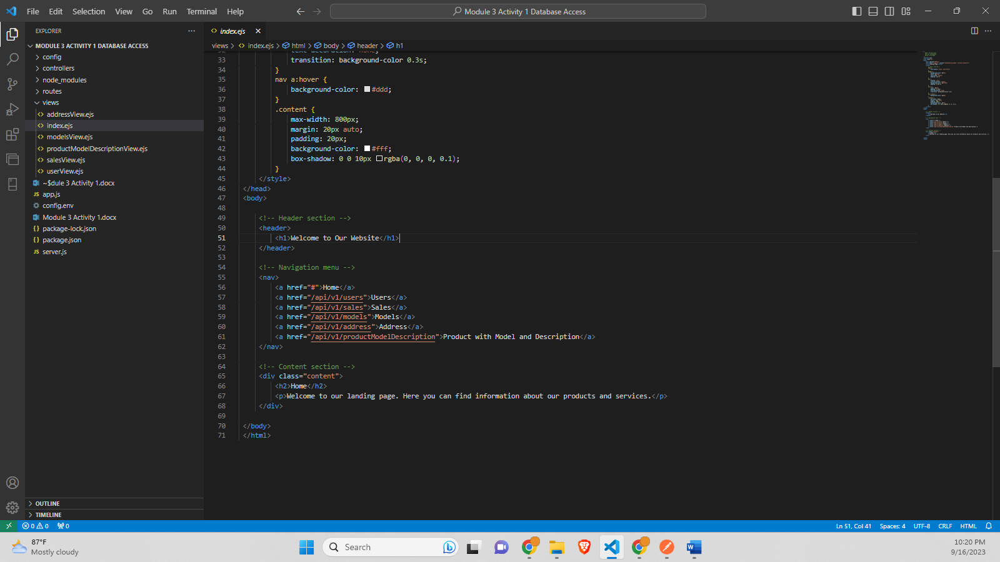 File Edit Selection View Go Run Terminal Help
Module 3 Activity 1 Database Access
EXPLORER
MODULE 3 ACTIVITY 1 DATABASE ACCESS
config
controllers
node_modules
routes
views
addressView.ejs
index.ejs
modelsView.ejs
productModelDescriptionView.ejs
salesView.ejs
userView.ejs
~$dule 3 Activity 1.docx
JS app.js
config.env
Module 3 Activity 1.docx
{} package-lock.json
{} package.json
JS server.js
OUTLINE
TIMELINE
index.ejs
views > index.ejs > html > body > header > h1
33 transition: background-color 0.3s;
34 }
35 nav a:hover {
36 background-color: #ddd;
37 }
38 .content {
39 max-width: 800px;
40 margin: 20px auto;
41 padding: 20px;
42 background-color: #fff;
43 box-shadow: 0 0 10px rgba(0, 0, 0, 0.1);
44 }
45 </style>
46 </head>
47 <body>
48
49 <!-- Header section -->
50 <header>
51 <h1>Welcome to Our Website</h1>
52 </header>
53
54 <!-- Navigation menu -->
55 <nav>
56 <a href="#">Home</a>
57 <a href="/api/v1/users">Users</a>
58 <a href="/api/v1/sales">Sales</a>
59 <a href="/api/v1/models">Models</a>
60 <a href="/api/v1/address">Address</a>
61 <a href="/api/v1/productModelDescription">Product with Model and Description</a>
62 </nav>
63
64 <!-- Content section -->
65 <div class="content">
66 <h2>Home</h2>
67 <p>Welcome to our landing page. Here you can find information about our products and services.</p>
68 </div>
69
70 </body>
71 </html>
0 0 0
Ln 51, Col 41 Spaces: 4 UTF-8 CRLF HTML
87°F
Mostly cloudy
Search
10:20 PM
9/16/2023